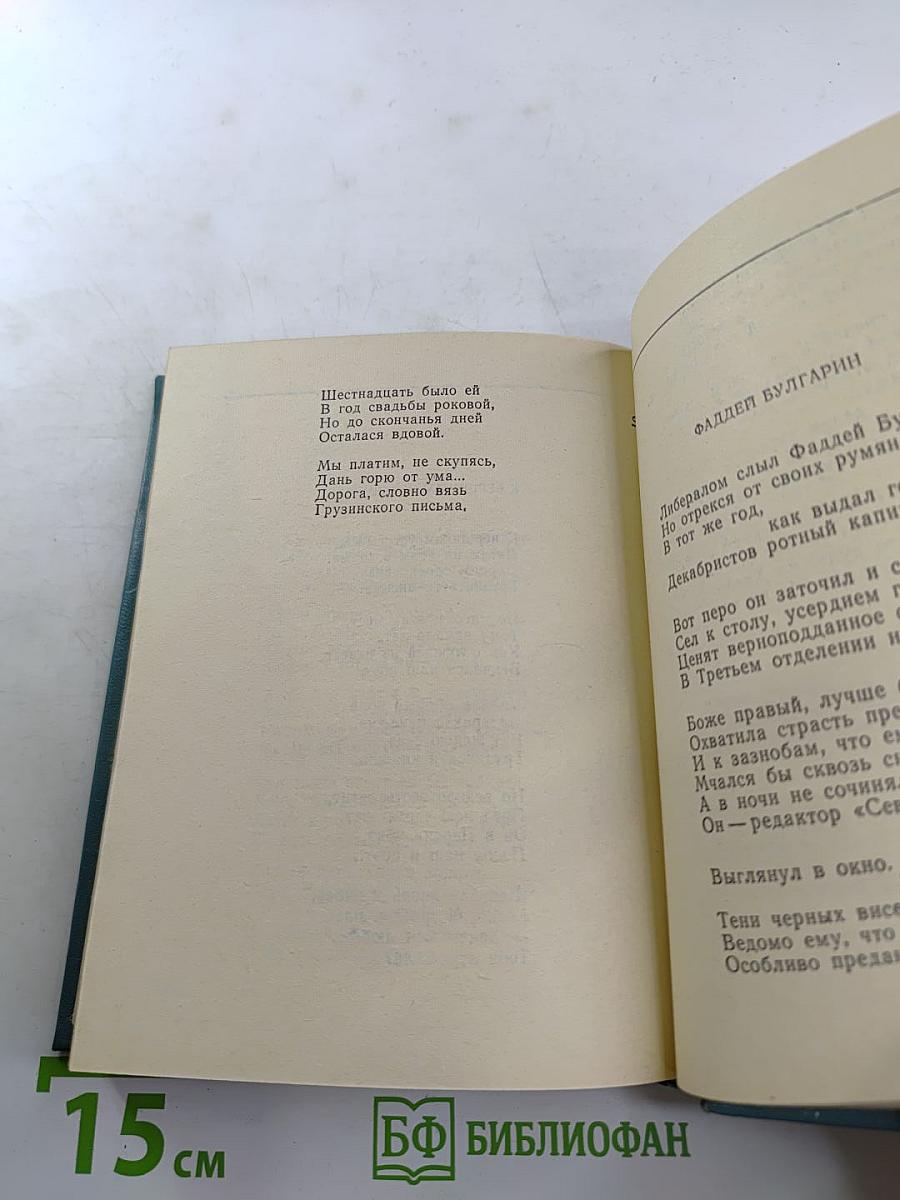 Шестнадцать было ей
В год свадьбы роковой,
Но до скончанья дней
Осталася вдовой.
Мы платим, не скупясь,
Дань горю от ума...
Дорога, словно вязь
Грузинского письма.
ФАДДЕЙ БУЛГАРИН
Либералом слыл Фаддей
Но отрекся от своих
В тот же год,
как выдал
Декабристов ротный
Вот перо он заточил и
Сел к столу, усердием
Ценят верноподданное
В Третьем отделении
Боже правый, лучше
Охватила страсть
И к зазнобам, что
Мчался бы сквозь
А в ночи не
Он — редактор
Выглянул в окно.
Тени черных
Ведомо ему, что
Особливо
15 см
БФ БИБЛИОФАН